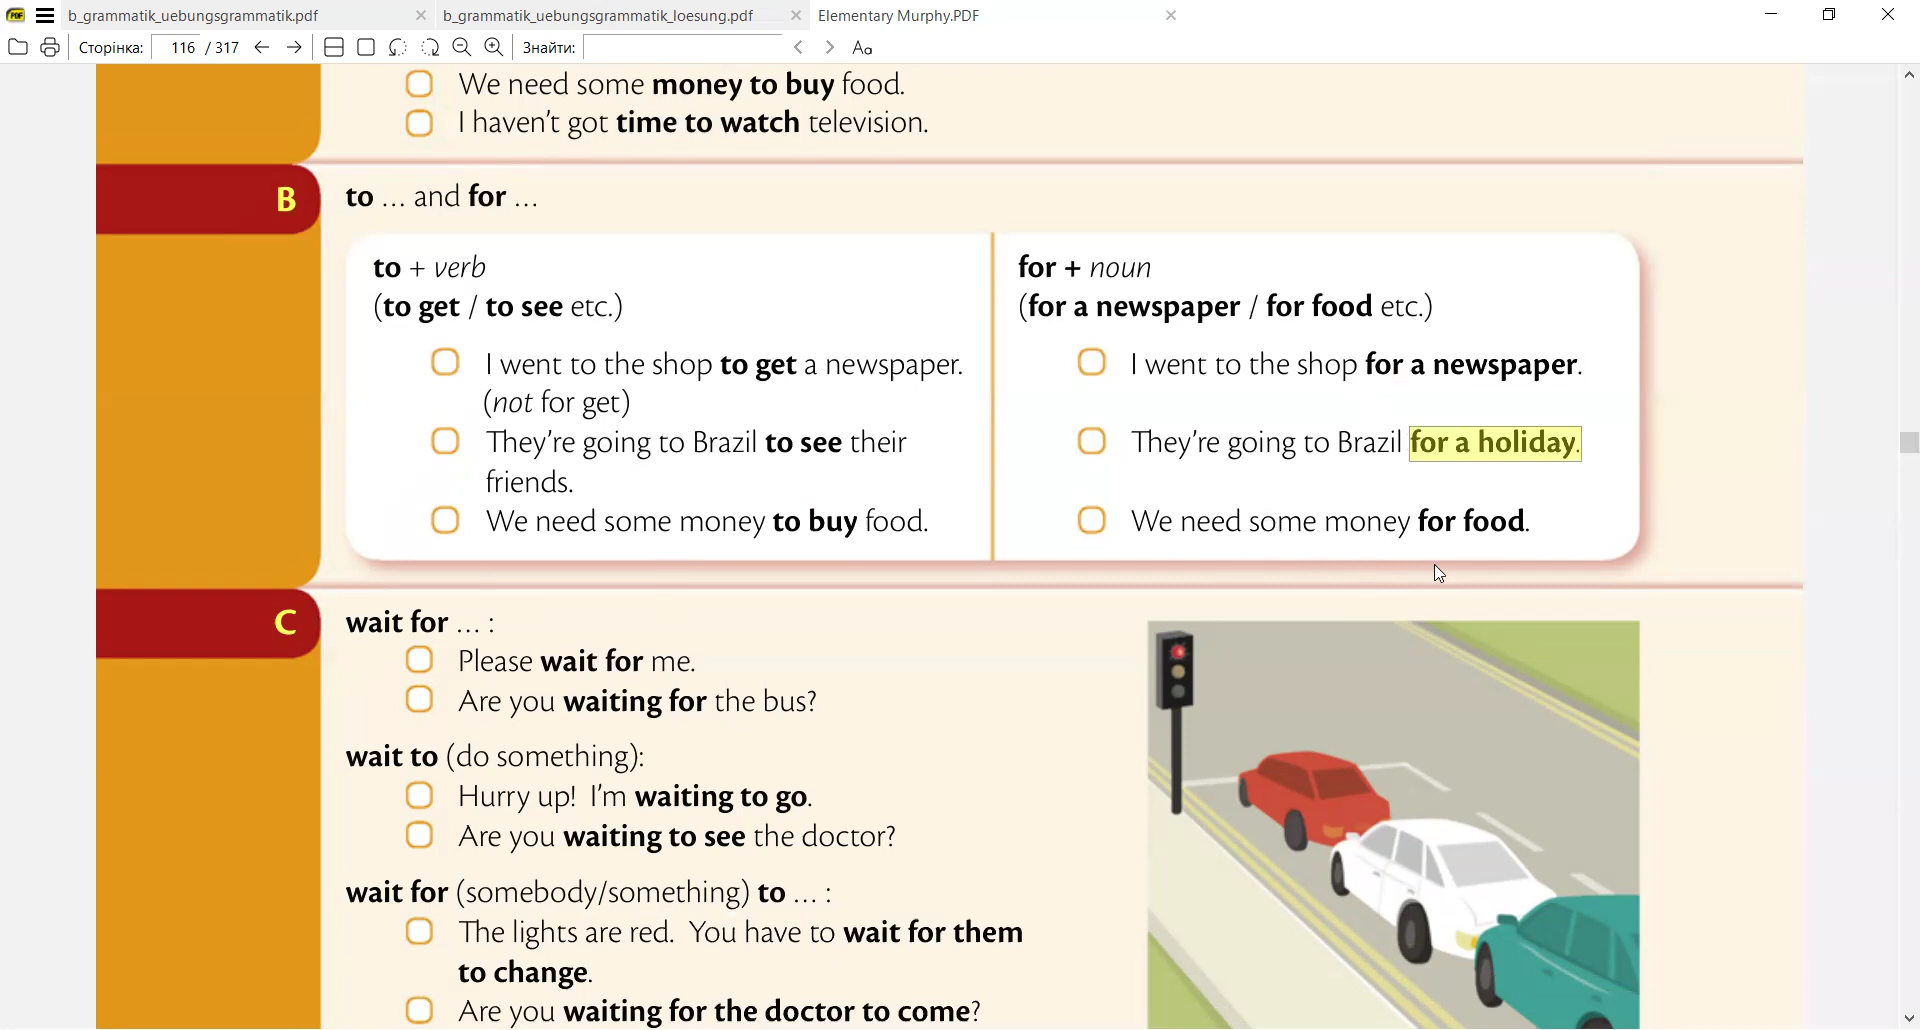 b_grammatik_uebungsgrammatik.pdf
b_grammatik_uebungsgrammatik_loesung.pdf
Elementary Murphy.PDF
Сторінка: 116 / 317
Знайти:
We need some money to buy food.
I haven't got time to watch television.
B
to ... and for ...
to + verb
(to get / to see etc.)
I went to the shop to get a newspaper.
(not for get)
They're going to Brazil to see their
friends.
We need some money to buy food.
for + noun
(for a newspaper / for food etc.)
I went to the shop for a newspaper.
They're going to Brazil for a holiday.
We need some money for food.
C
wait for ... :
Please wait for me.
Are you waiting for the bus?
wait to (do something):
Hurry up! I'm waiting to go.
Are you waiting to see the doctor?
wait for (somebody/something) to ... :
The lights are red. You have to wait for them
to change.
Are you waiting for the doctor to come?